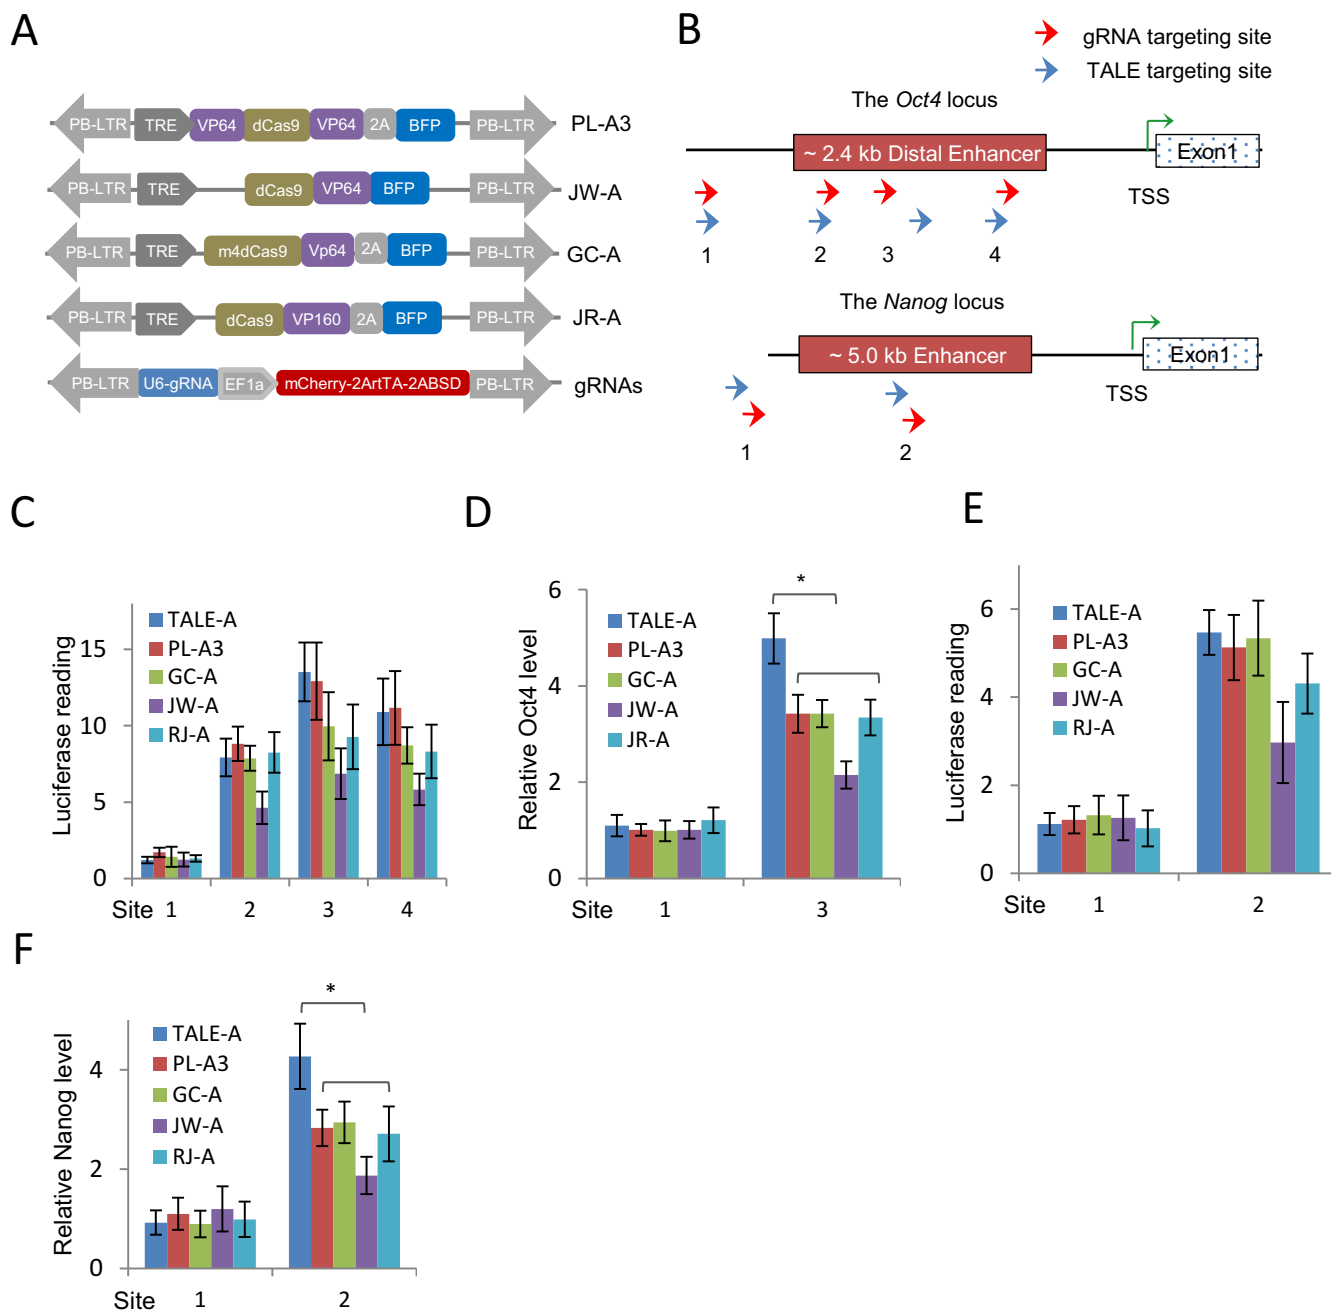 A
PB-LTR TRE VP64 dCas9 VP64 2A BFP PB-LTR PL-A3
PB-LTR TRE dCas9 VP64 BFP PB-LTR JW-A
PB-LTR TRE m4dCas9 Vp64 2A BFP PB-LTR GC-A
PB-LTR TRE dCas9 VP160 2A BFP PB-LTR JR-A
PB-LTR U6-gRNA EF1a mCherry-2ArtTA-2ABSD PB-LTR gRNAs
B
gRNA targeting site
TALE targeting site
The Oct4 locus
~ 2.4 kb Distal Enhancer Exon1
TSS
1 2 3 4
The Nanog locus
~ 5.0 kb Enhancer Exon1
TSS
1 2
C
Luciferase reading
15
10
5
0
TALE-A
PL-A3
GC-A
JW-A
RJ-A
Site 1 2 3 4
D
Relative Oct4 level
6
4
2
0
*
TALE-A
PL-A3
GC-A
JW-A
JR-A
Site 1 3
E
Luciferase reading
6
4
2
0
TALE-A
PL-A3
GC-A
JW-A
RJ-A
Site 1 2
F
Relative Nanog level
4
2
0
*
TALE-A
PL-A3
GC-A
JW-A
RJ-A
Site 1 2